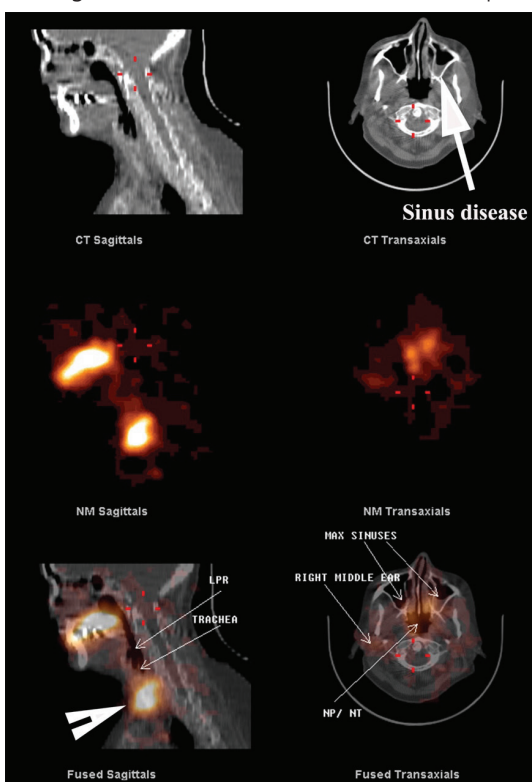 Sinus disease
CT Sagittals
CT Transaxials
NM Sagittals
NM Transaxials
LPR
TRACHEA
MAX SINUSES
RIGHT MIDDLE EAR
NP/ NT
Fused Sagittals
Fused Transaxials